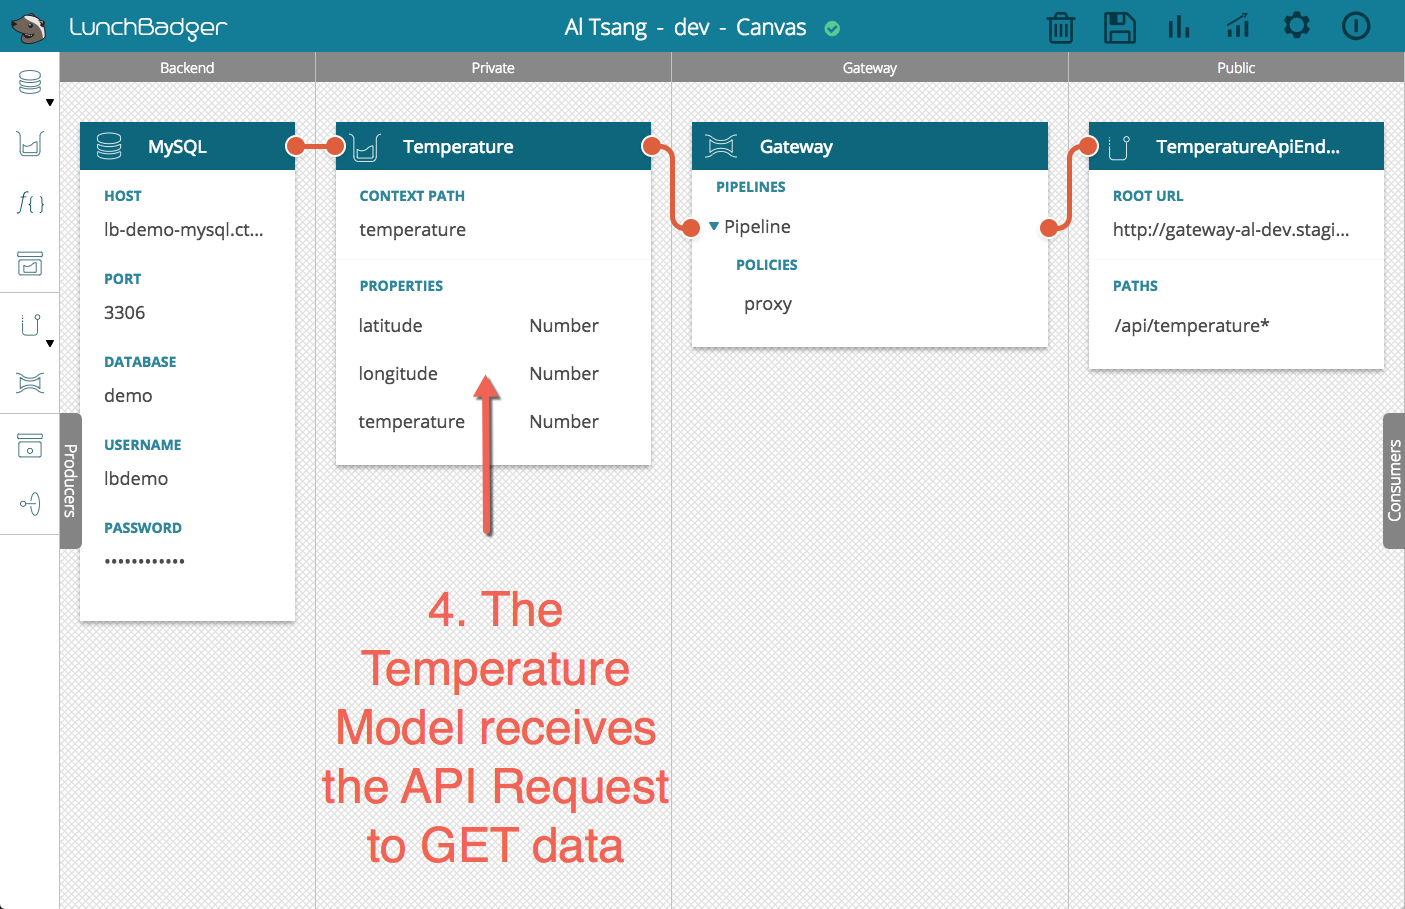 LunchBadger
Al Tsang - dev - Canvas
Backend
Private
Gateway
Public
MySQL
HOST
lb-demo-mysql.ct...
PORT
3306
DATABASE
demo
USERNAME
lbdemo
PASSWORD
••••••••••••
Temperature
CONTEXT PATH
temperature
PROPERTIES
latitude Number
longitude Number
temperature Number
Gateway
PIPELINES
Pipeline
POLICIES
proxy
TemperatureApiEnd...
ROOT URL
http://gateway-al-dev.stagi...
PATHS
/api/temperature*
f{}
Producers
Consumers
4. The
Temperature
Model receives
the API Request
to GET data